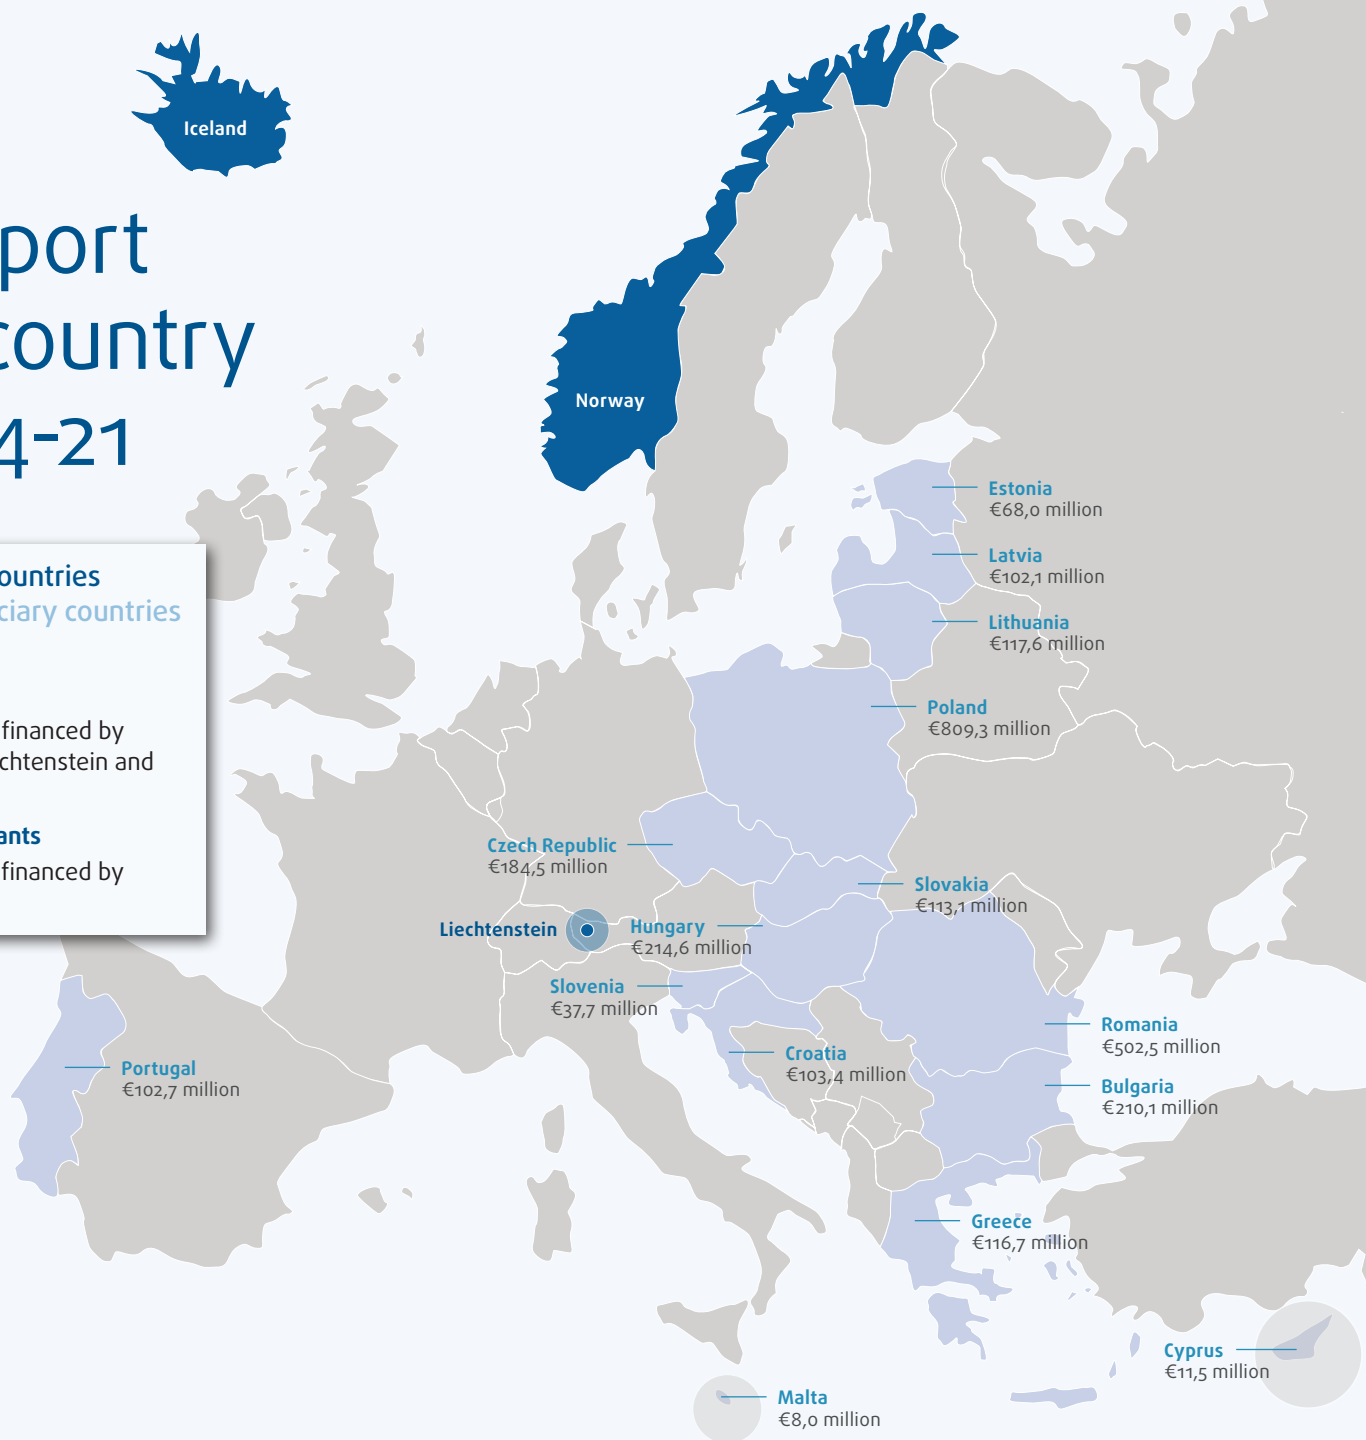 Iceland
port
country
4-21
Norway
ountries
ciary countries
financed by
chtenstein and
ants
financed by
Estonia
€68,0 million
Latvia
€102,1 million
Lithuania
€117,6 million
Poland
€809,3 million
Czech Republic
€184,5 million
Slovakia
€113,1 million
Liechtenstein
Hungary
€214,6 million
Slovenia
€37,7 million
Romania
€502,5 million
Croatia
€103,4 million
Portugal
€102,7 million
Bulgaria
€210,1 million
Greece
€116,7 million
Cyprus
€11,5 million
Malta
€8,0 million